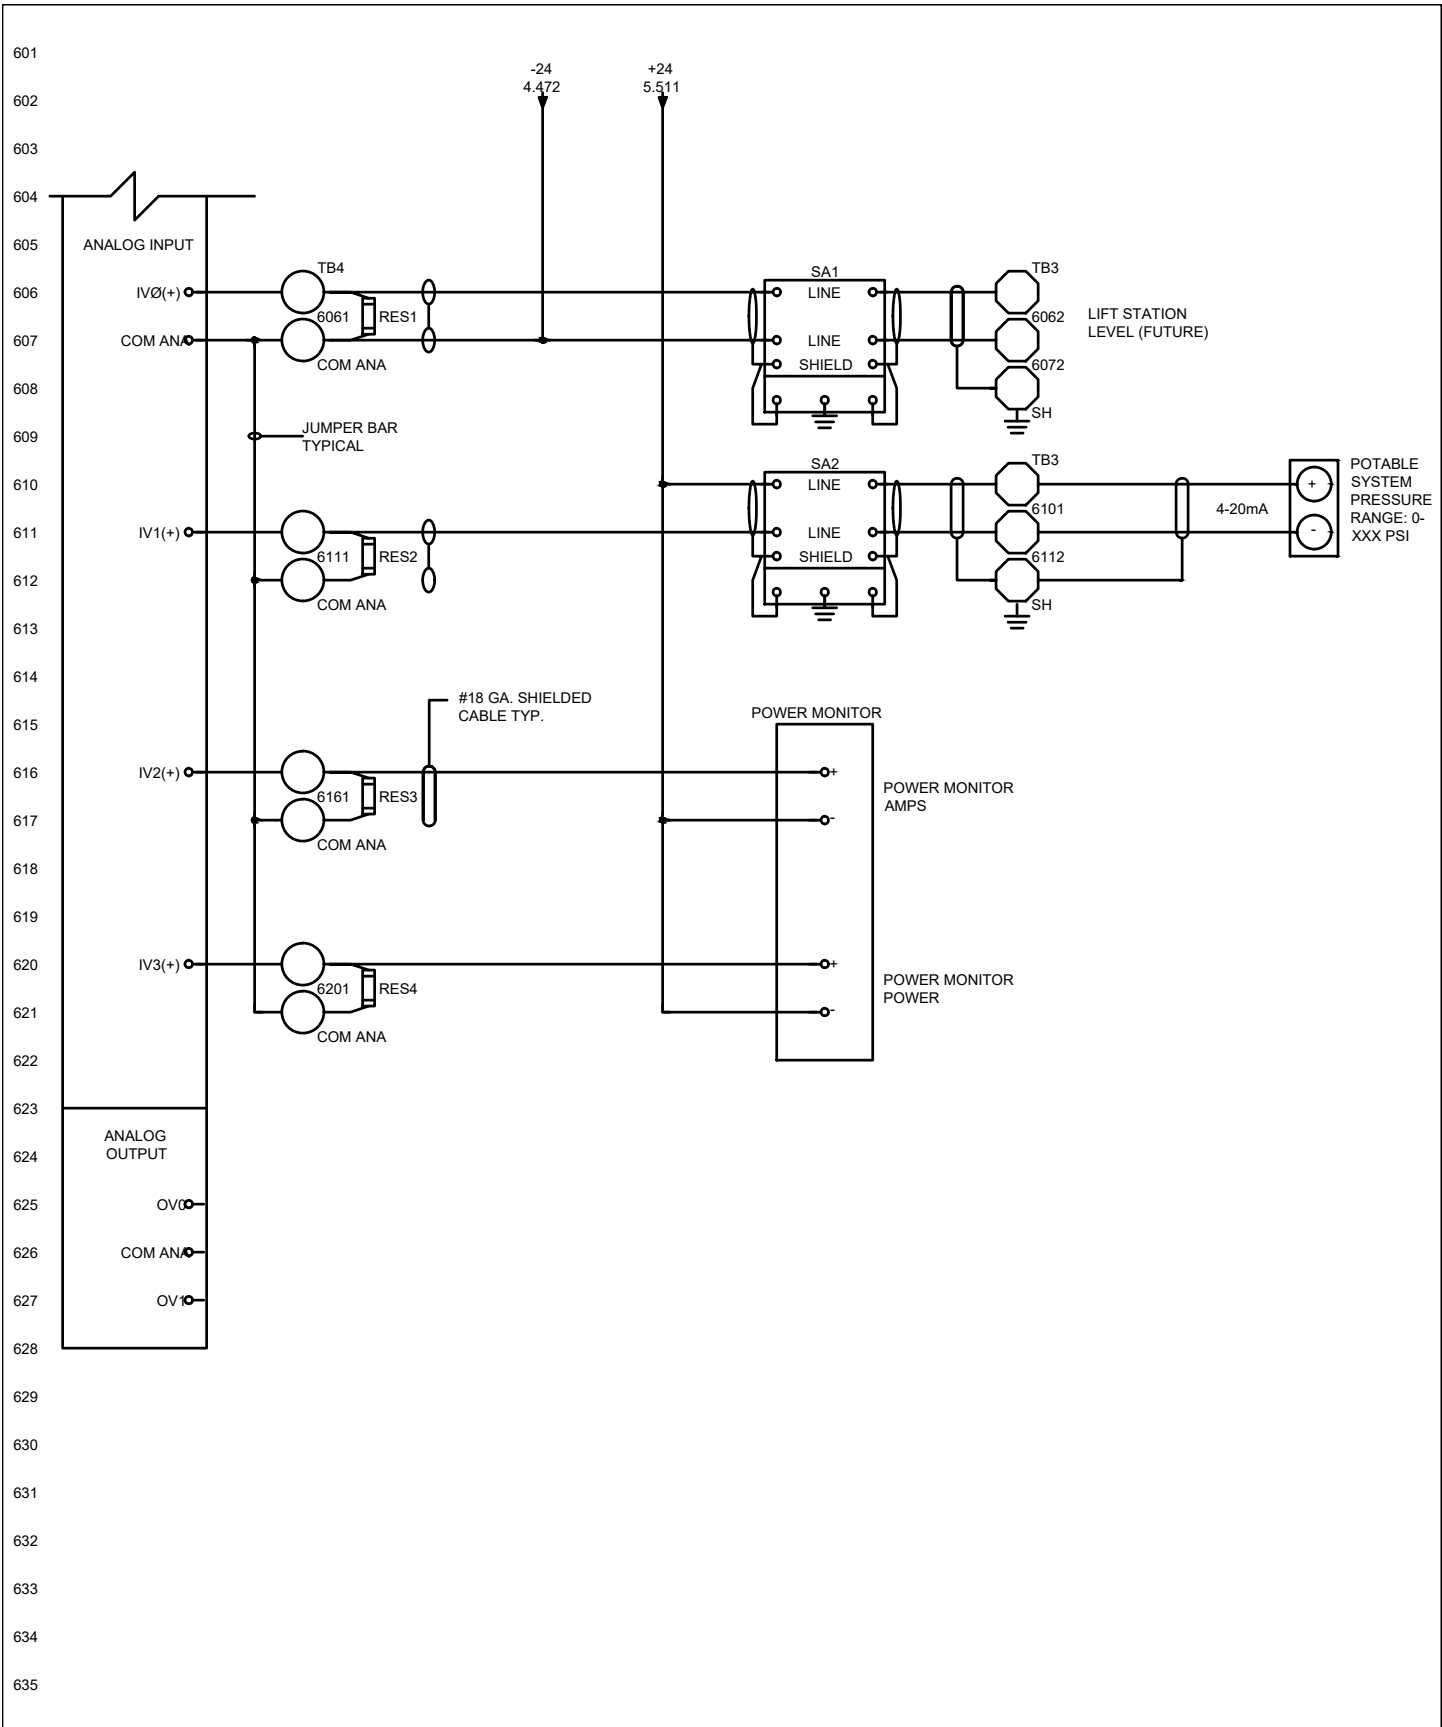 601
-24
+24
4.472
5.511
602
603
604
605
ANALOG INPUT
TB4
SA1
TB3
606
IVØ(+)
LINE
6061
RES1
6062
LIFT STATION
LEVEL (FUTURE)
607
COM ANA
LINE
COM ANA
SHIELD
6072
608
SH
609
JUMPER BAR
TYPICAL
SA2
TB3
POTABLE
SYSTEM
PRESSURE
RANGE: 0-
XXX PSI
610
LINE
+
6101
4-20mA
611
IV1(+)
LINE
-
6111
RES2
SHIELD
6112
612
COM ANA
SH
613
614
#18 GA. SHIELDED
CABLE TYP.
615
POWER MONITOR
616
IV2(+)
+
6161
RES3
POWER MONITOR
AMPS
617
-
COM ANA
618
619
620
IV3(+)
+
6201
RES4
POWER MONITOR
POWER
621
-
COM ANA
622
623
ANALOG
OUTPUT
624
625
OV0
626
COM ANA
627
OV1
628
629
630
631
632
633
634
635